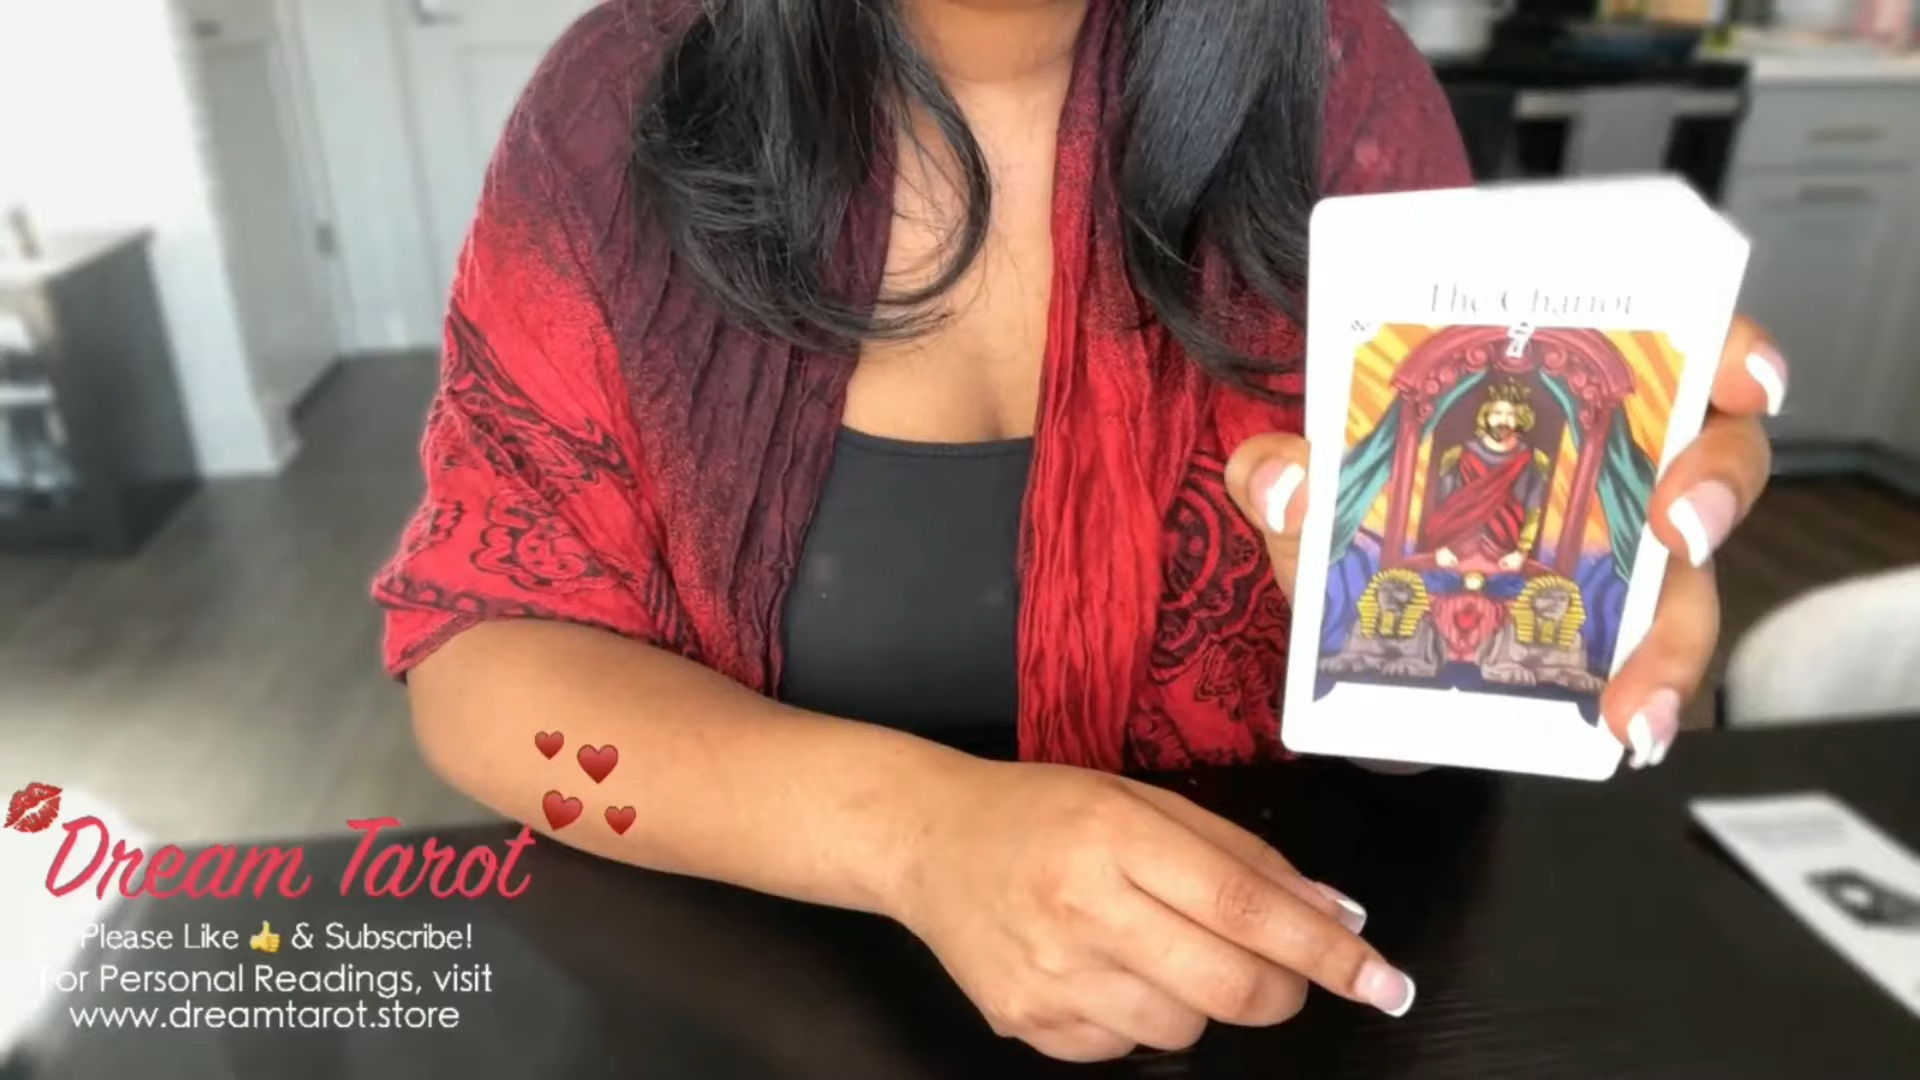 The Chariot
7
Dream Tarot
Please Like 👍 & Subscribe!
For Personal Readings, visit
www.dreamtarot.store